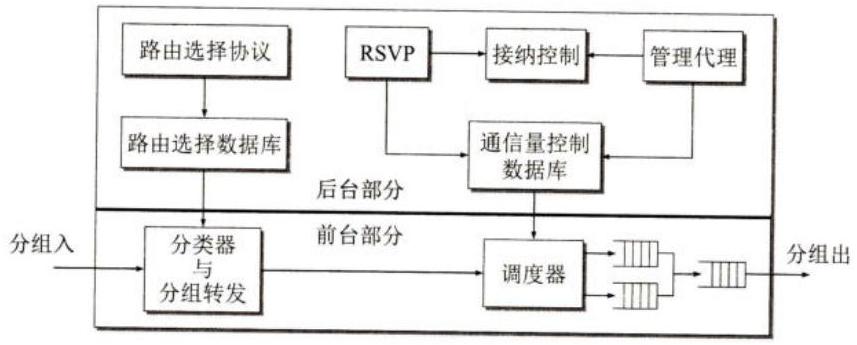 路由选择协议
RSVP
接纳控制
管理代理
路由选择数据库
通信量控制
数据库
后台部分
前台部分
分组入
分类器
与
分组转发
调度器
分组出